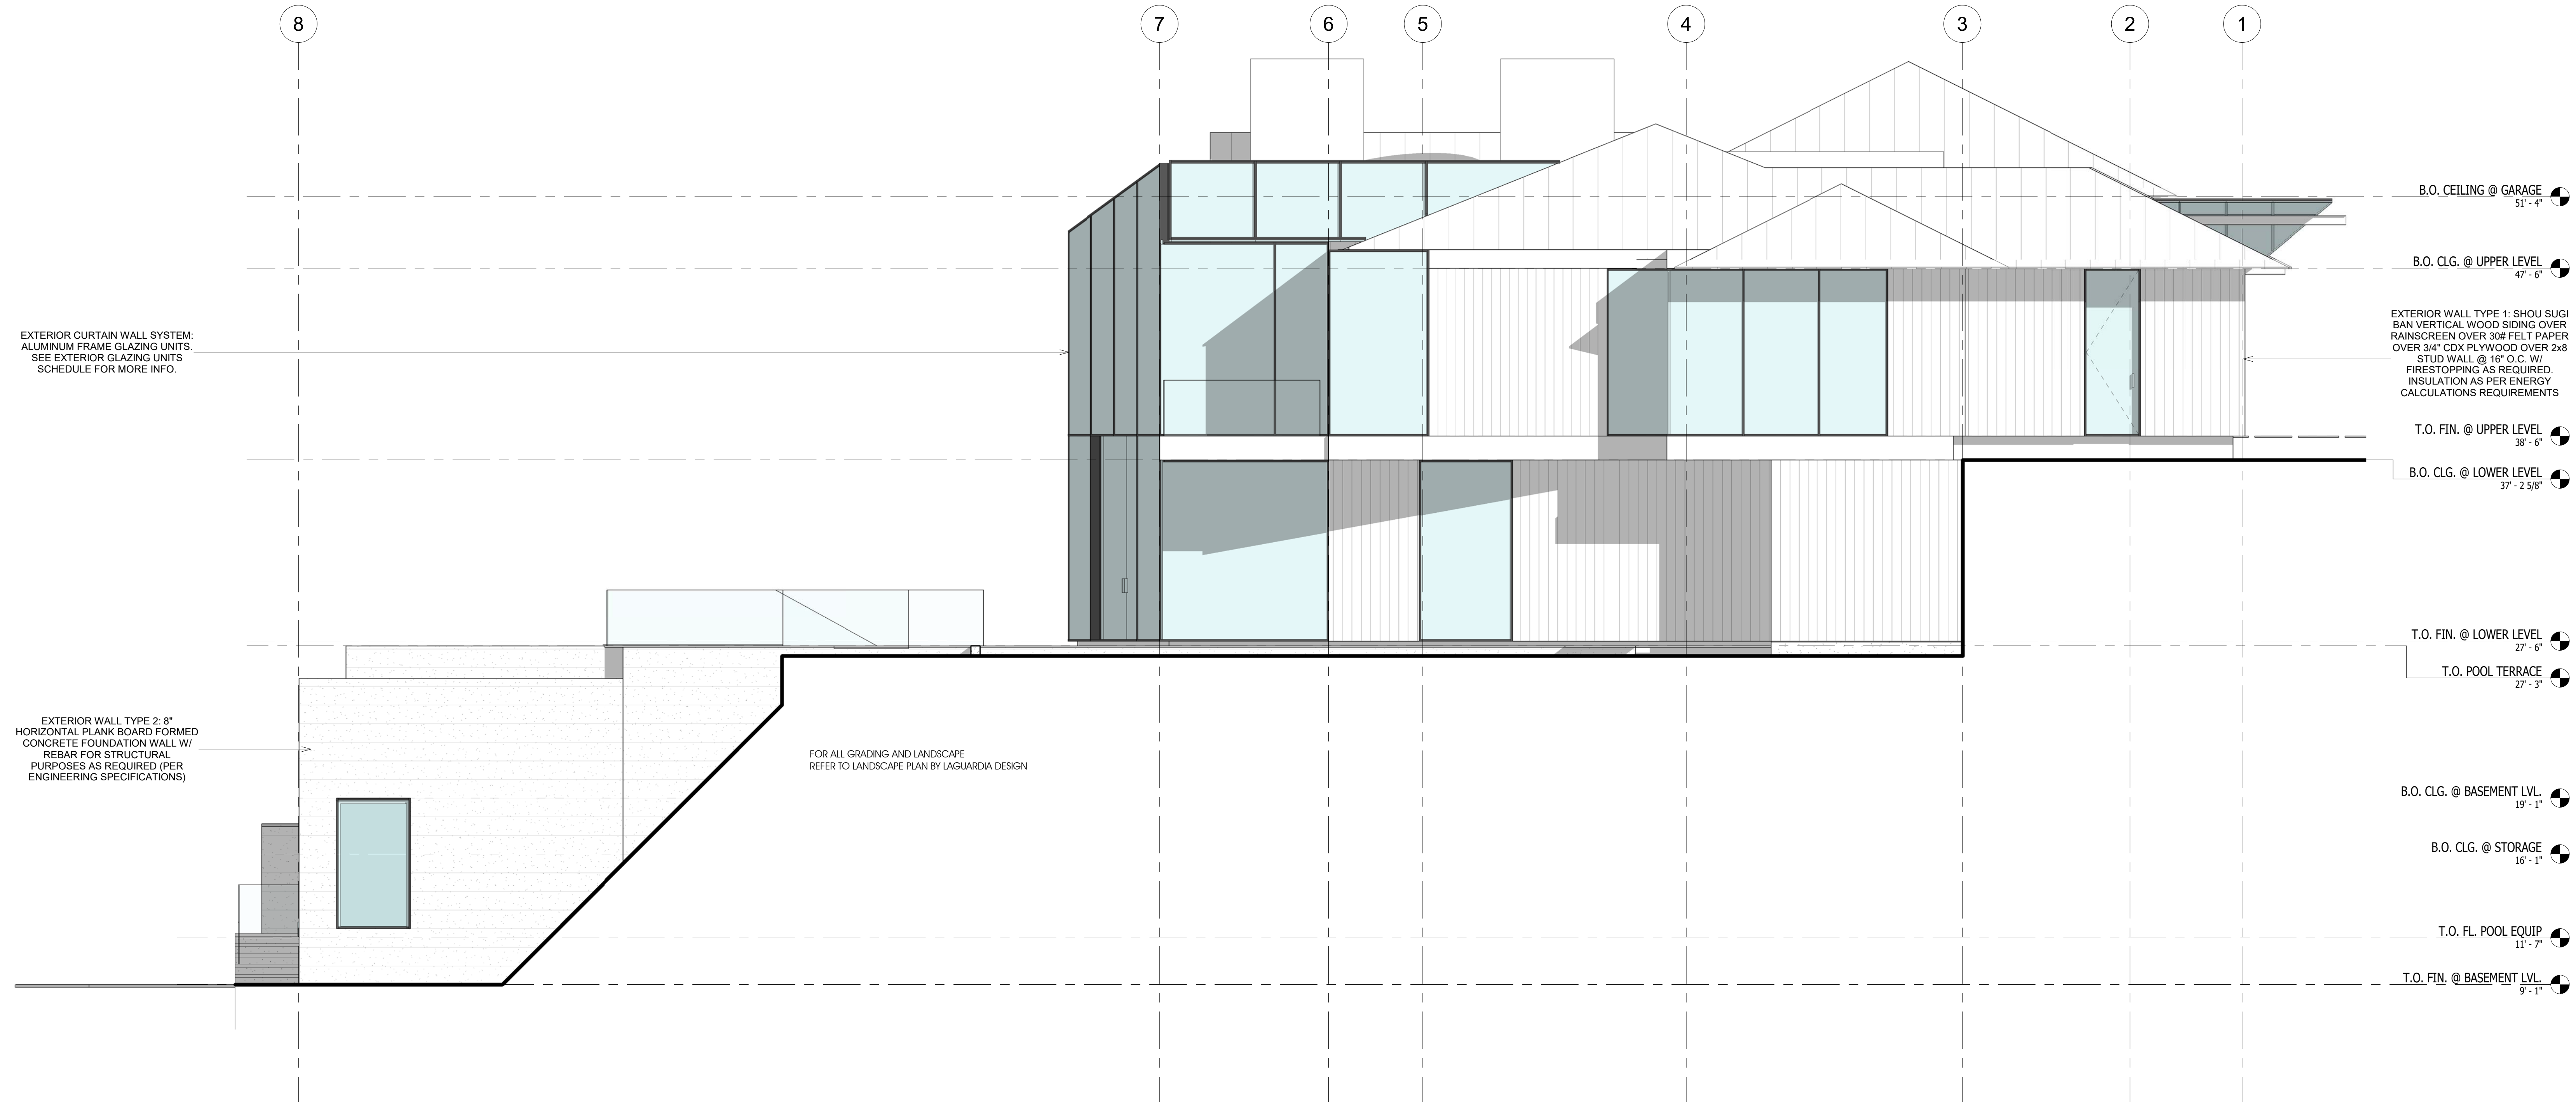 8
7
6
5
4
3
2
1
B.O. CEILING @ GARAGE
51' - 4"
B.O. CLG. @ UPPER LEVEL
47' - 6"
EXTERIOR CURTAIN WALL SYSTEM:
ALUMINUM FRAME GLAZING UNITS.
SEE EXTERIOR GLAZING UNITS
SCHEDULE FOR MORE INFO.
EXTERIOR WALL TYPE 1: SHOU SUGI
BAN VERTICAL WOOD SIDING OVER
RAINSCREEN OVER 30# FELT PAPER
OVER 3/4" CDX PLYWOOD OVER 2x8
STUD WALL @ 16" O.C. W/
FIRESTOPPING AS REQUIRED.
INSULATION AS PER ENERGY
CALCULATIONS REQUIREMENTS
T.O. FIN. @ UPPER LEVEL
38' - 6"
B.O. CLG. @ LOWER LEVEL
37' - 2 5/8"
T.O. FIN. @ LOWER LEVEL
27' - 6"
T.O. POOL TERRACE
27' - 3"
EXTERIOR WALL TYPE 2: 8"
HORIZONTAL PLANK BOARD FORMED
CONCRETE FOUNDATION WALL W/
REBAR FOR STRUCTURAL
PURPOSES AS REQUIRED (PER
ENGINEERING SPECIFICATIONS)
FOR ALL GRADING AND LANDSCAPE
REFER TO LANDSCAPE PLAN BY LAGUARDIA DESIGN
B.O. CLG. @ BASEMENT LVL.
19' - 1"
B.O. CLG. @ STORAGE
16' - 1"
T.O. FL. POOL EQUIP
11' - 7"
T.O. FIN. @ BASEMENT LVL.
9' - 1"